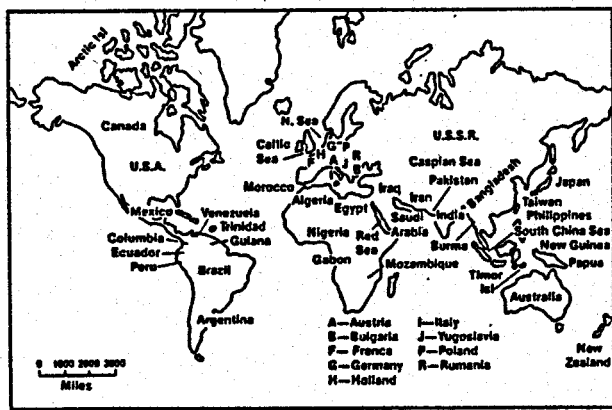 Arctic Isl
Canada
U.S.A.
Mexico
Venezuela
Trinidad
Guiana
Columbia
Ecuador
Peru
Brazil
Argentina
N. Sea
Celtic
Sea
G
P
H
F
A
R
J
B
I
U.S.S.R.
Caspian Sea
Pakistan
Bangladesh
Morocco
Algeria
Egypt
Iraq
Iran
Saudi
Arabia
India
Japan
Taiwan
Philippines
South China Sea
New Guinea
Papua
Nigeria
Red
Sea
Burma
Gabon
Mozambique
Timor
Isl
Australia
New
Zealand
A—Austria
B—Bulgaria
F—France
G—Germany
H—Holland
I—Italy
J—Yugoslavia
P—Poland
R—Rumania
0 1000 2000 3000
Miles